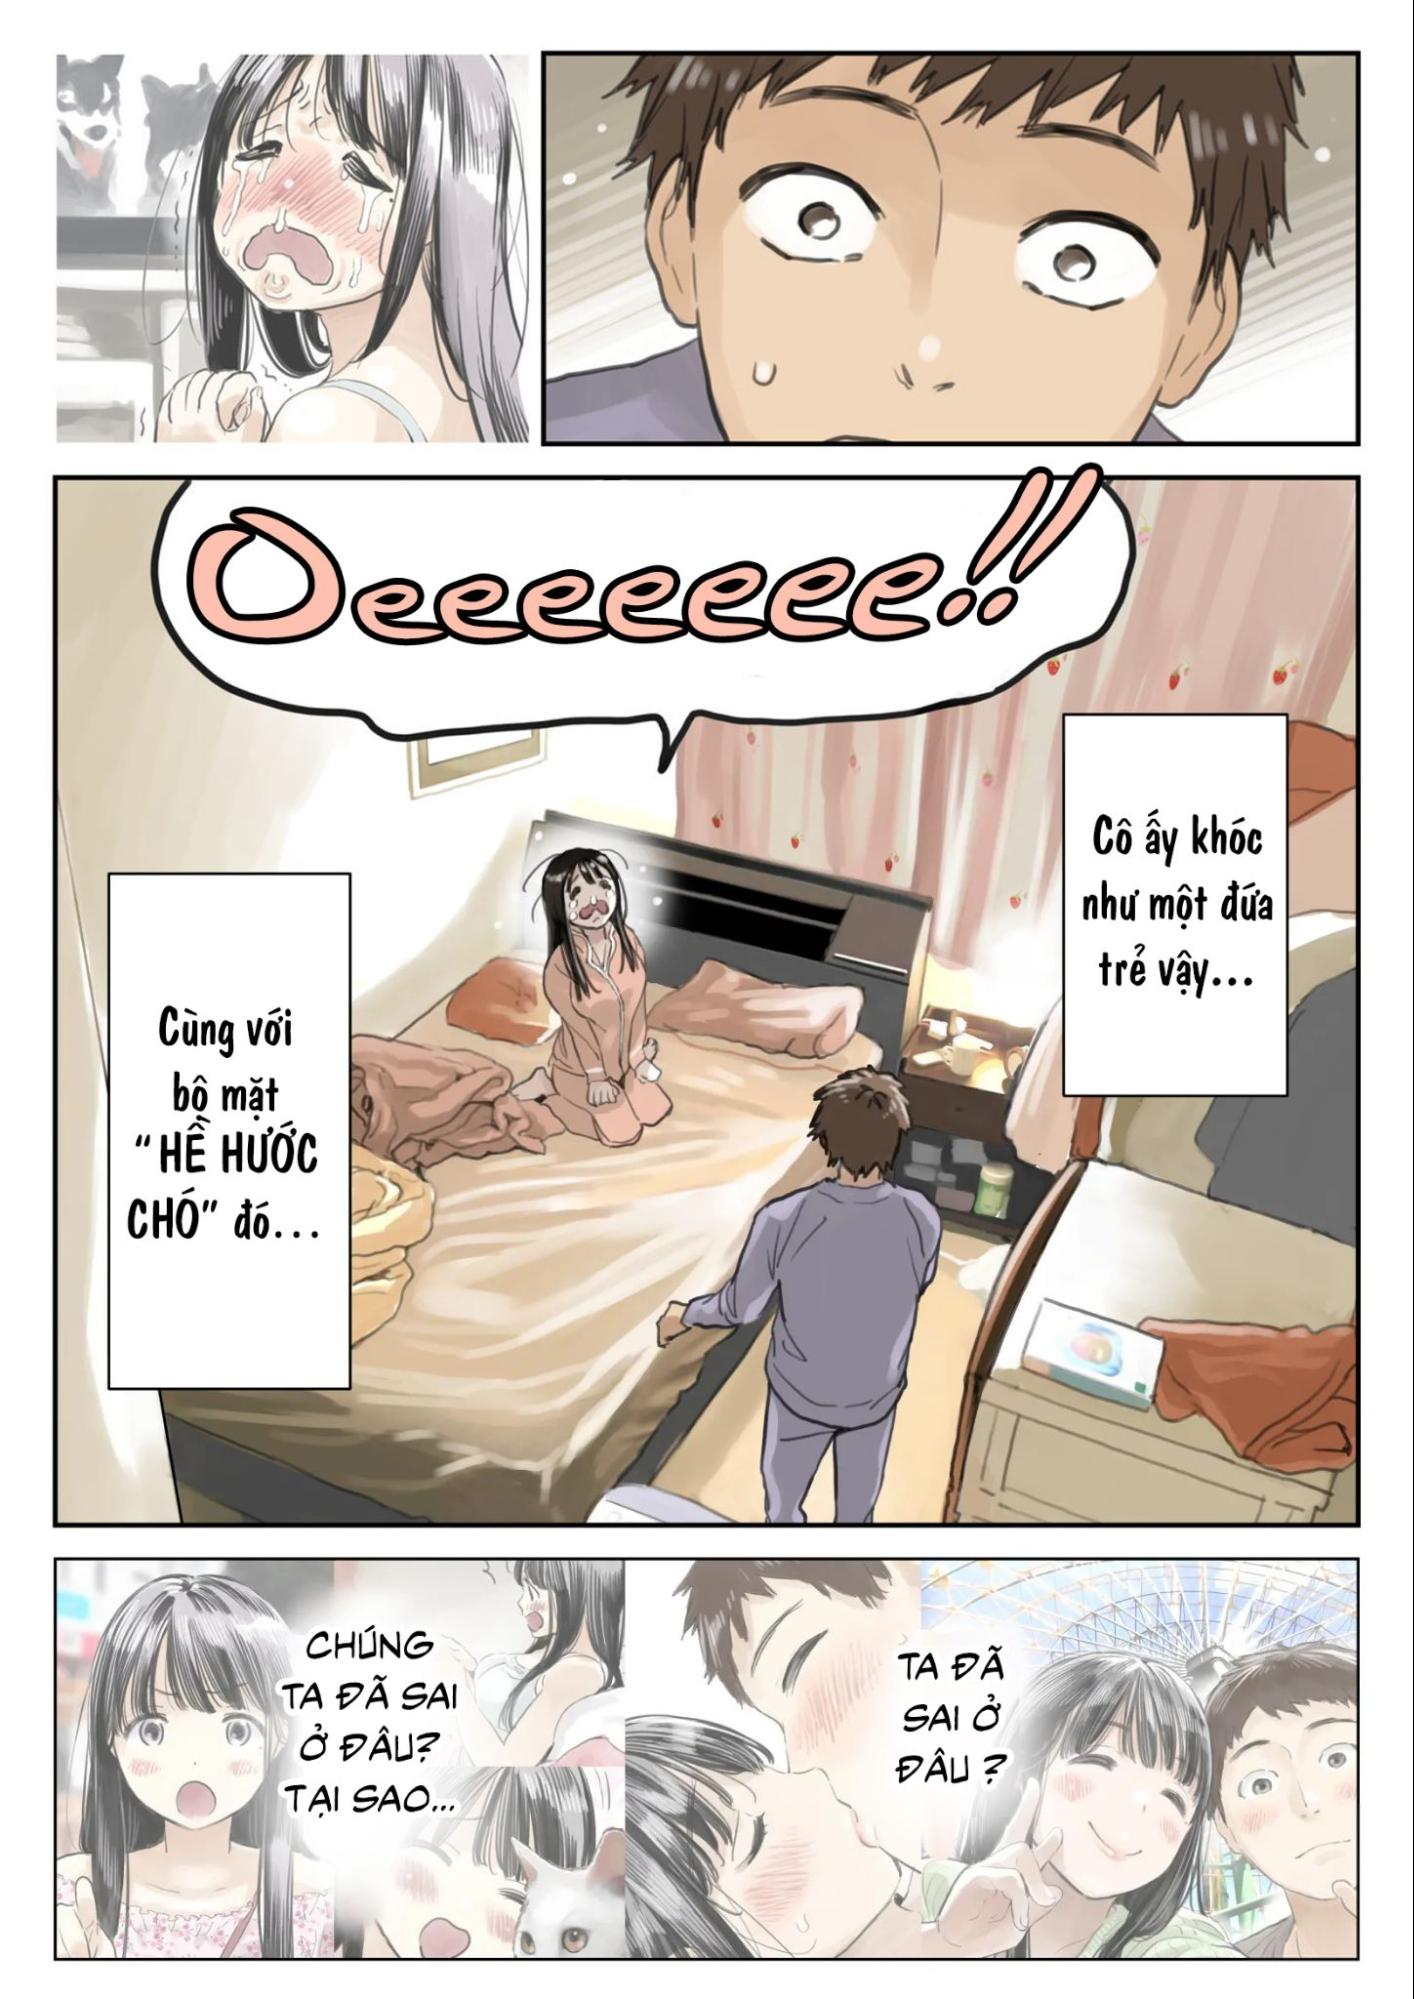 Oeeeeeee!!
Cô ấy khóc
như một đứa
trẻ vậy...
Cùng với
bộ mặt
“HỀ HƯỚC
CHÓ” đó...
CHÚNG
TA ĐÃ SAI
Ở ĐÂU?
TẠI SAO...
TA ĐÃ
SAI Ở
ĐÂU ?